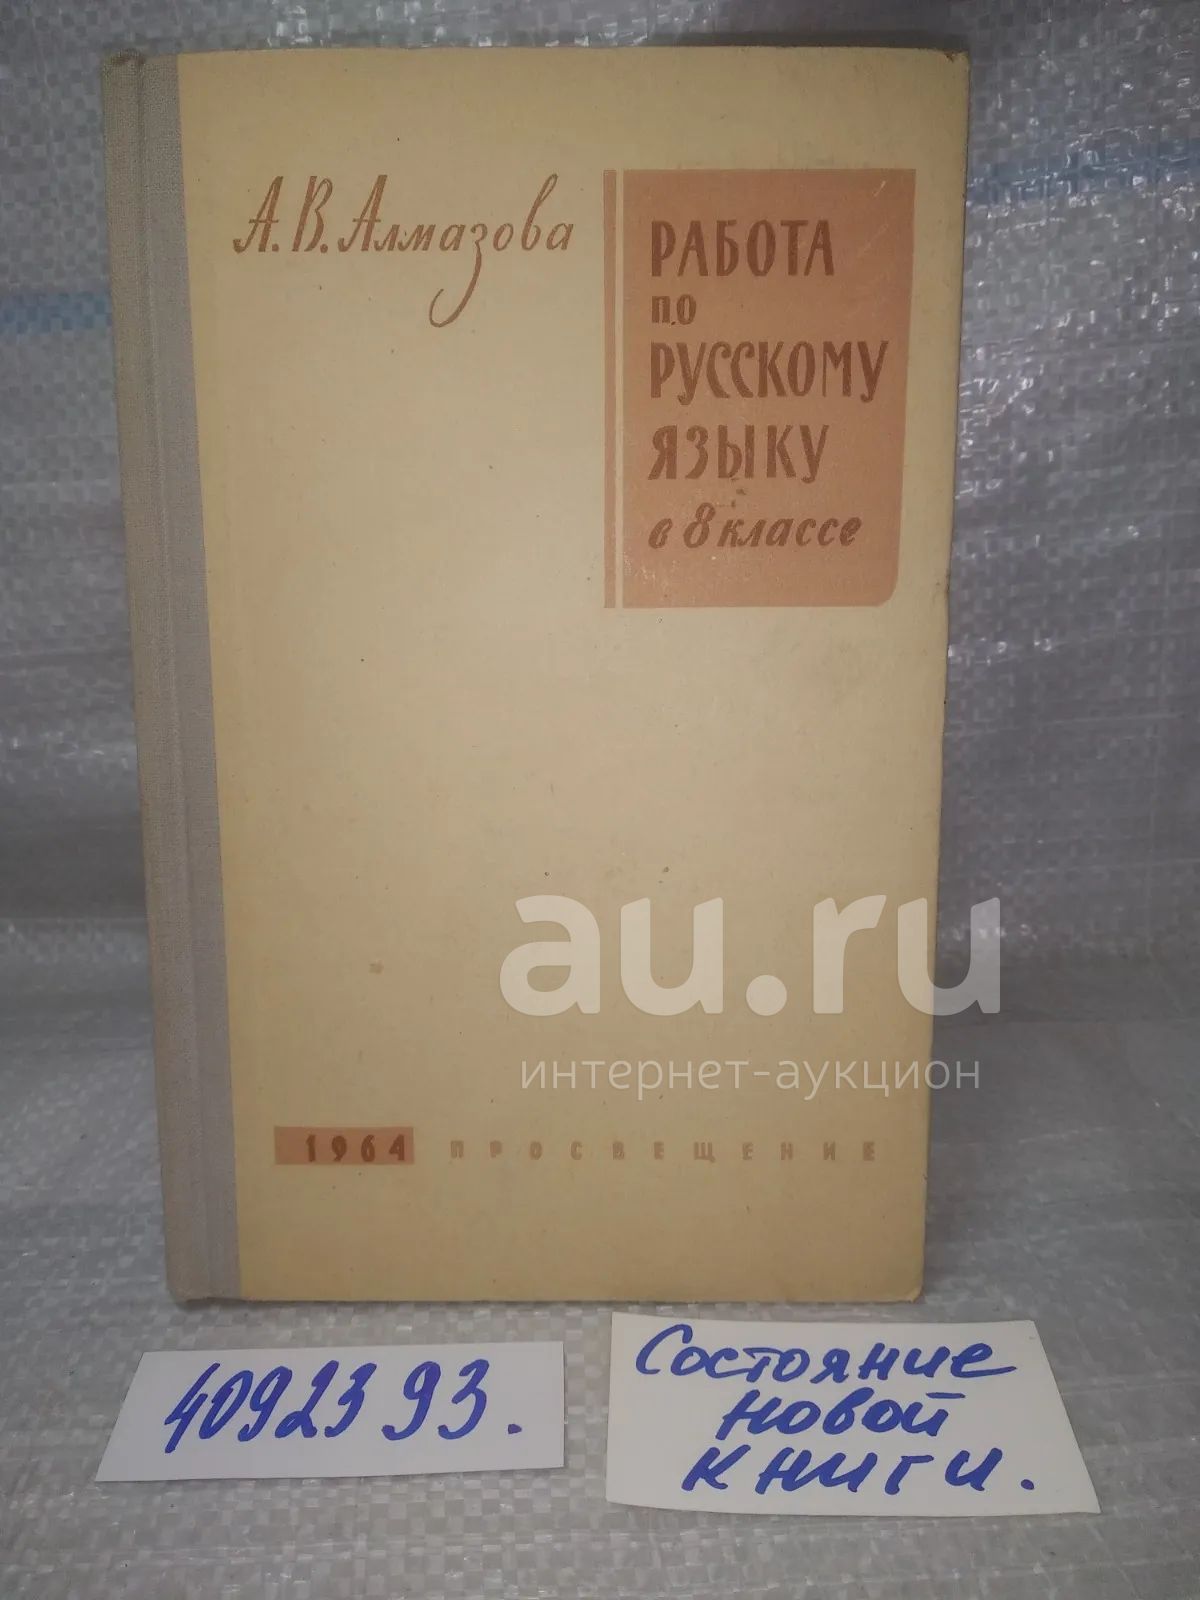 А. В. Алмазова
РАБОТА
ПО
РУССКОМУ
ЯЗЫКУ
в 8 классе
au.ru
интернет-аукцион
1964 ПРОСВЕЩЕНИЕ
4092393.
Состояние
новой
книги.